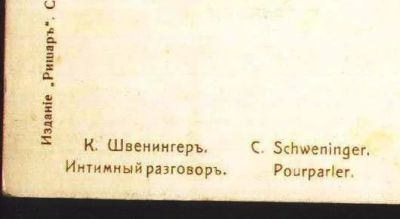 Изданіе „Ришаръ“. С
К. Швенингеръ.
Интимный разговоръ.
C. Schweninger.
Pourparler.